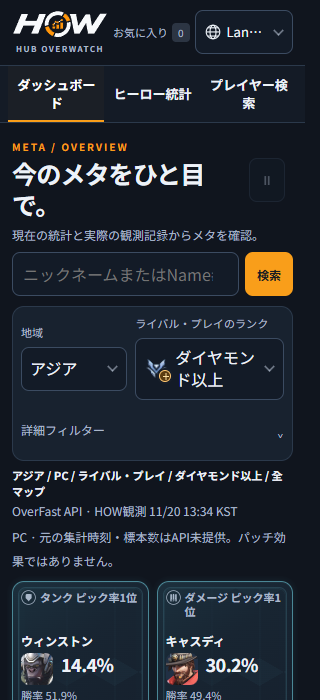 HOW
HUB OVERWATCH
お気に入り 0
Lan…
ダッシュボー
ド
ヒーロー統計
プレイヤー検
索
META / OVERVIEW
今のメタをひと目
で。
現在の統計と実際の観測記録からメタを確認。
ニックネームまたはName
検索
地域
アジア
ライバル・プレイのランク
ダイヤモン
ド以上
詳細フィルター
アジア / PC / ライバル・プレイ / ダイヤモンド以上 / 全
マップ
OverFast API · HOW観測 11/20 13:34 KST
PC · 元の集計時刻・標本数はAPI未提供。パッチ効
果ではありません。
タンク ピック率1位
ウィンストン
14.4%
勝率 51.9%
ダメージ ピック率1
位
キャスディ
30.2%
勝率 49.4%